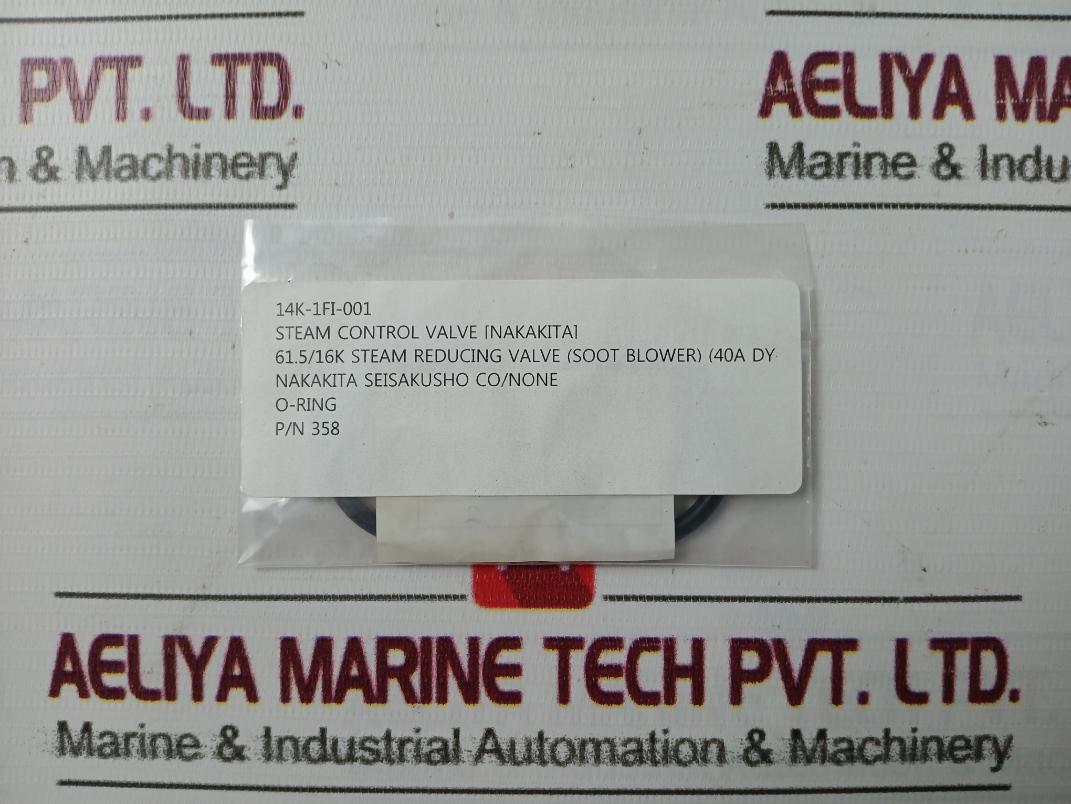 PVT. LTD.
n & Machinery
AELIYA MA
Marine & Indu
14K-1FI-001
STEAM CONTROL VALVE [NAKAKITA]
61.5/16K STEAM REDUCING VALVE (SOOT BLOWER) (40A DY
NAKAKITA SEISAKUSHO CO/NONE
O-RING
P/N 358
AELIYA MARINE TECH PVT. LTD.
Marine & Industrial Automation & Machinery